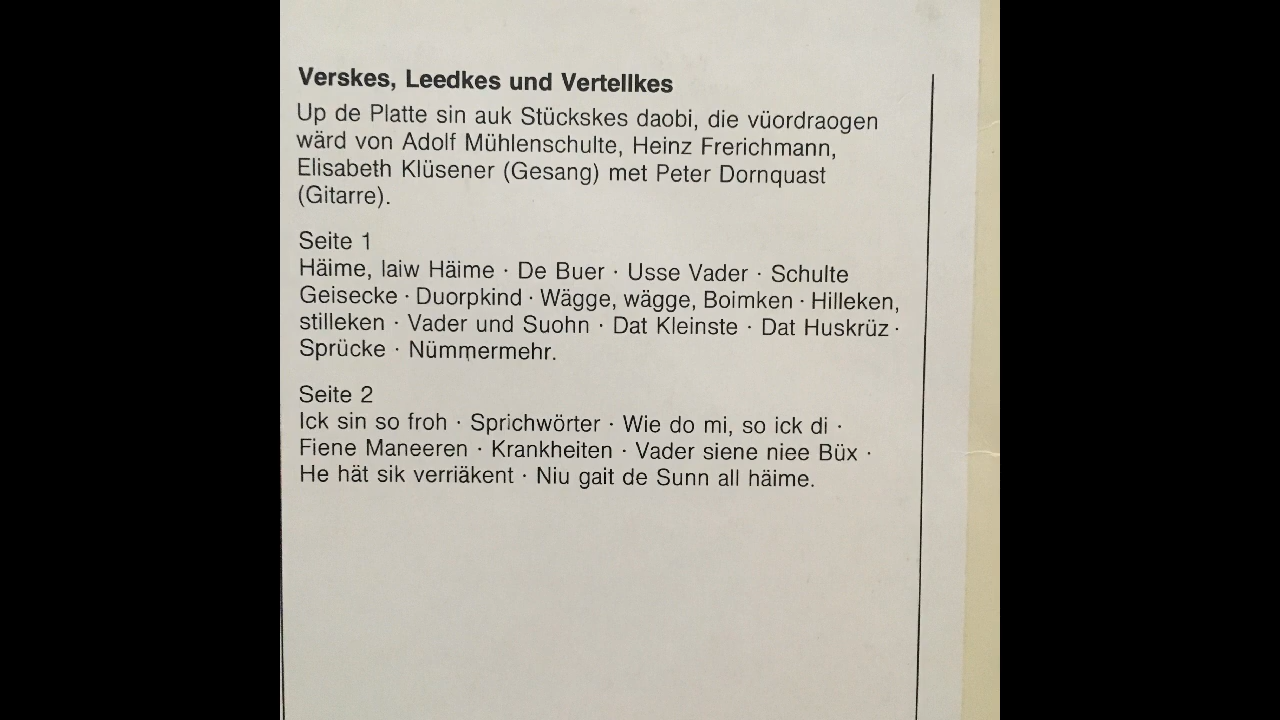 Verskes, Leedkes und Vertellkes
Up de Platte sin auk Stückskes daobi, die vüordraogen
wärd von Adolf Mühlenschulte, Heinz Frerichmann,
Elisabeth Klüsener (Gesang) met Peter Dornquast
(Gitarre).
Seite 1
Häime, laiw Häime · De Buer · Usse Vader · Schulte
Geisecke · Duorpkind · Wägge, wägge, Boimken · Hilleken,
stilleken · Vader und Suohn · Dat Kleinste · Dat Huskrüz ·
Sprücke · Nümmermehr.
Seite 2
Ick sin so froh · Sprichwörter · Wie do mi, so ick di ·
Fiene Maneeren · Krankheiten · Vader siene niee Büx ·
He hät sik verriäkent · Niu gait de Sunn all häime.